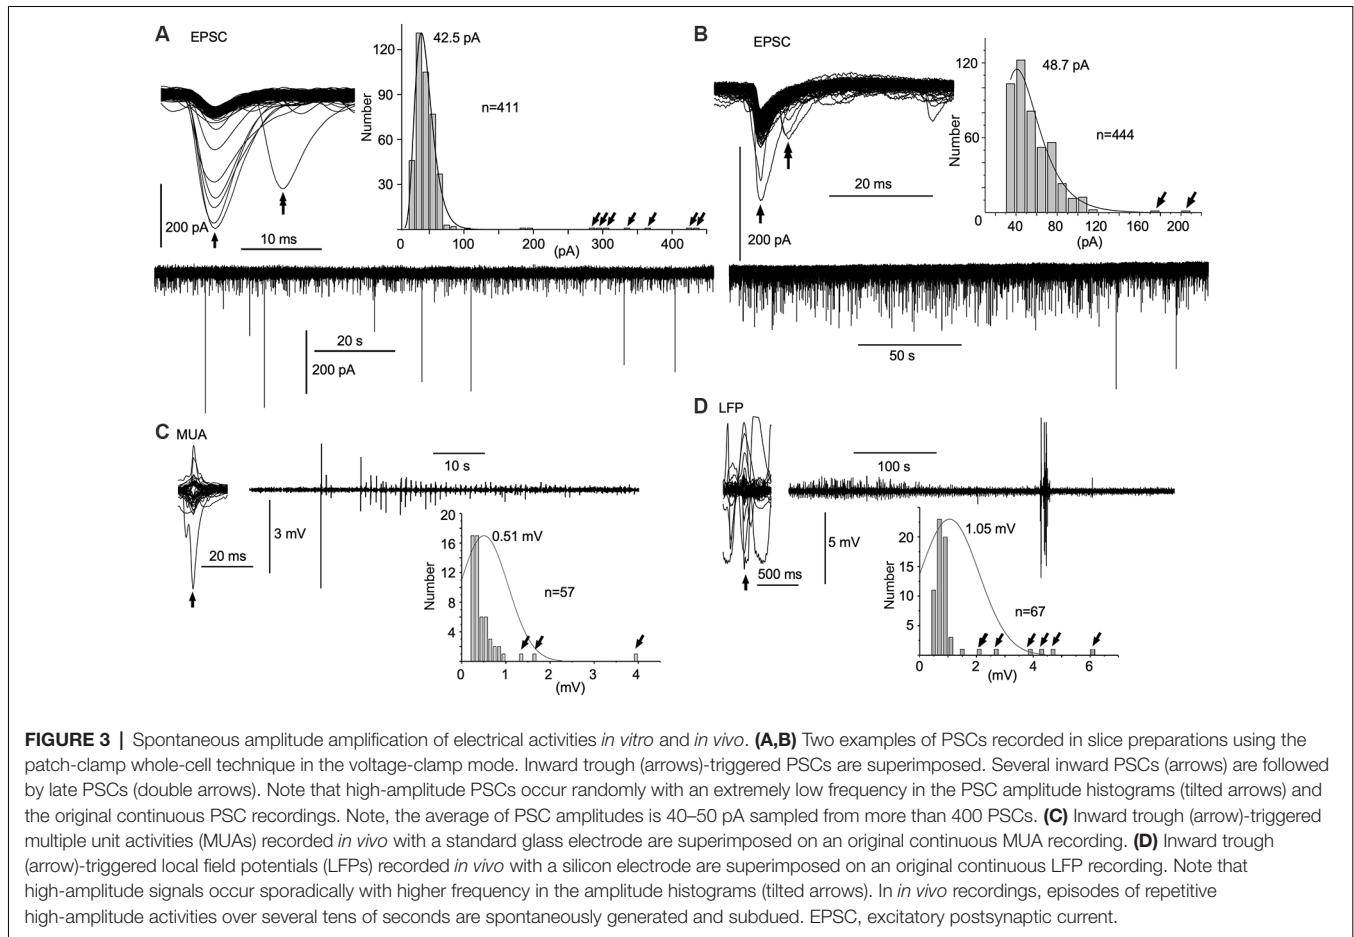 A
EPSC
200 pA
10 ms
Number
120
90
60
30
42.5 pA
n=411
0
100
200
300
400
(pA)
20 s
200 pA
B
EPSC
200 pA
20 ms
Number
120
60
0
48.7 pA
n=444
40
80
120
160
200
(pA)
50 s
C
MUA
20 ms
3 mV
10 s
Number
20
16
12
8
4
0.51 mV
n=57
0
1
2
3
4
(mV)
D
LFP
500 ms
5 mV
100 s
Number
20
15
10
5
1.05 mV
n=67
0
2
4
6
(mV)
FIGURE 3 | Spontaneous amplitude amplification of electrical activities in vitro and in vivo. (A,B) Two examples of PSCs recorded in slice preparations using the
patch-clamp whole-cell technique in the voltage-clamp mode. Inward trough (arrows)-triggered PSCs are superimposed. Several inward PSCs (arrows) are followed
by late PSCs (double arrows). Note that high-amplitude PSCs occur randomly with an extremely low frequency in the PSC amplitude histograms (tilted arrows) and
the original continuous PSC recordings. Note, the average of PSC amplitudes is 40–50 pA sampled from more than 400 PSCs. (C) Inward trough (arrow)-triggered
multiple unit activities (MUAs) recorded in vivo with a standard glass electrode are superimposed on an original continuous MUA recording. (D) Inward trough
(arrow)-triggered local field potentials (LFPs) recorded in vivo with a silicon electrode are superimposed on an original continuous LFP recording. Note that
high-amplitude signals occur sporadically with higher frequency in the amplitude histograms (tilted arrows). In in vivo recordings, episodes of repetitive
high-amplitude activities over several tens of seconds are spontaneously generated and subdued. EPSC, excitatory postsynaptic current.